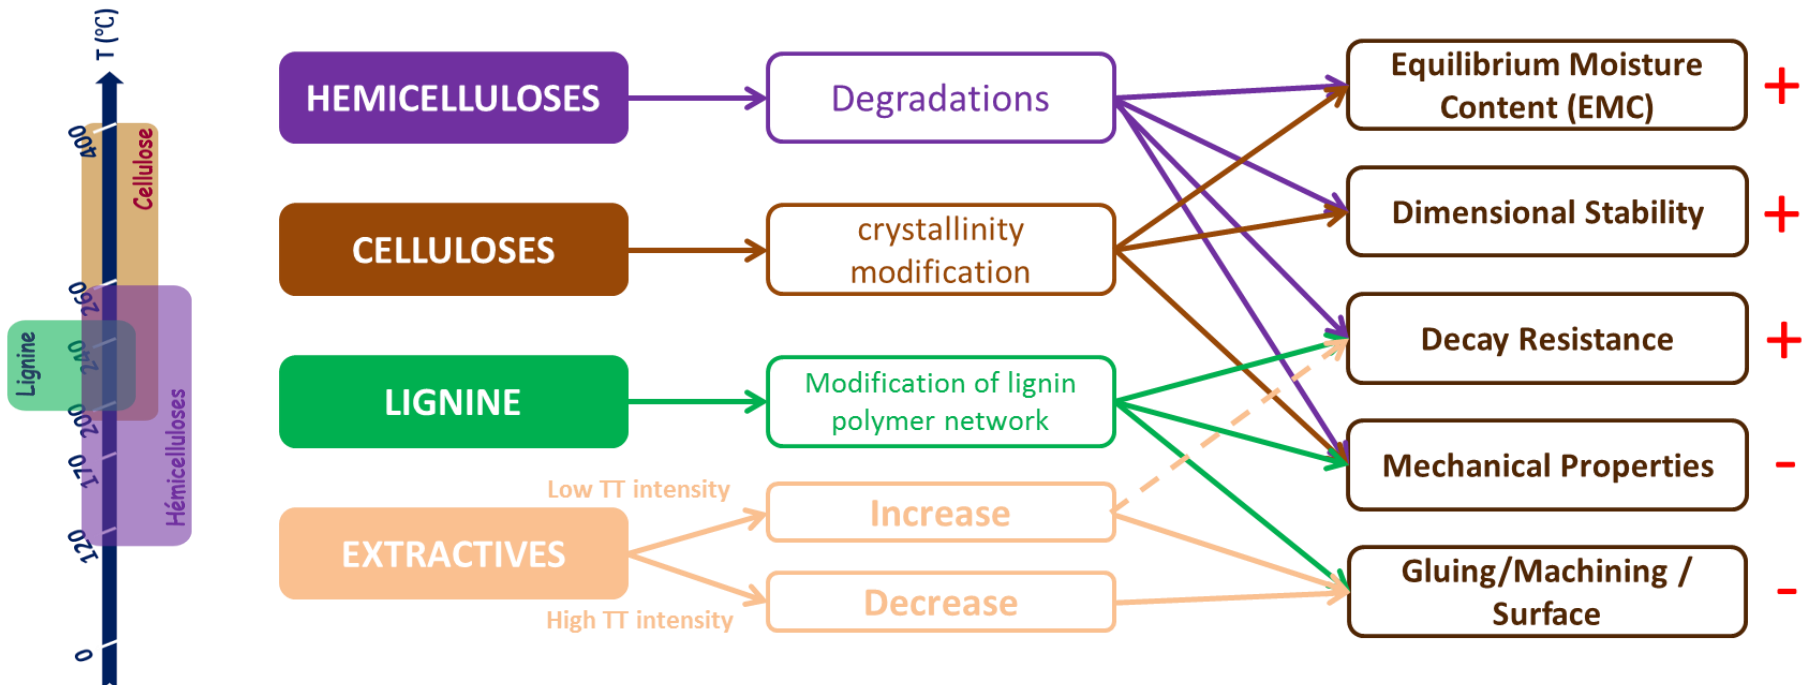 T (°C)
400
260
240
200
170
120
0
Cellulose
Lignine
Hémicelluloses
HEMICELLULOSES
Degradations
Equilibrium Moisture
Content (EMC)
+
CELLULOSES
crystallinity
modification
Dimensional Stability
+
LIGNINE
Modification of lignin
polymer network
Decay Resistance
+
EXTRACTIVES
Low TT intensity
High TT intensity
Increase
Decrease
Mechanical Properties
-
Gluing/Machining /
Surface
-